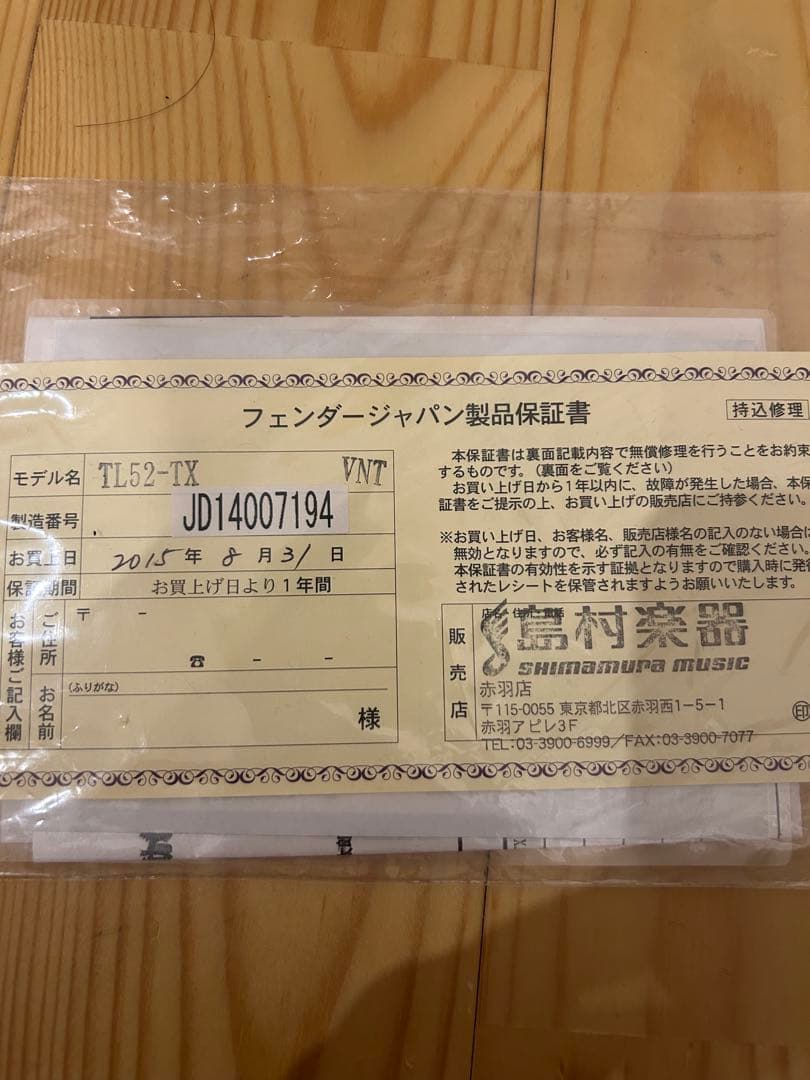 フェンダージャパン製品保証書
持込修理
モデル名 TL52-TX VNT
製造番号 JD14007194
お買上日 2015年 8月 31日
保証期間 お買上げ日より1年間
お客様ご記入欄
ご住所 〒 -
☎ - -
お名前 (ふりがな)
様
本保証書は裏面記載内容で無償修理を行うことをお約束
するものです。(裏面をご覧ください)
お買い上げ日から1年以内に、故障が発生した場合、本保
証書をご提示の上、お買い上げの販売店にご持参ください。
※お買い上げ日、お客様名、販売店様名の記入のない場合は
無効となりますので、必ず記入の有無をご確認ください。
本保証書の有効性を示す証拠となりますので購入時に発行
されたレシートを保管されますようお願いいたします。
販売店
店名・住所・電話
島村楽器
SHIMAMURA MUSIC
赤羽店
〒115-0055 東京都北区赤羽西1-5-1
赤羽アピレ3F
TEL:03-3900-6999/FAX:03-3900-7077
印